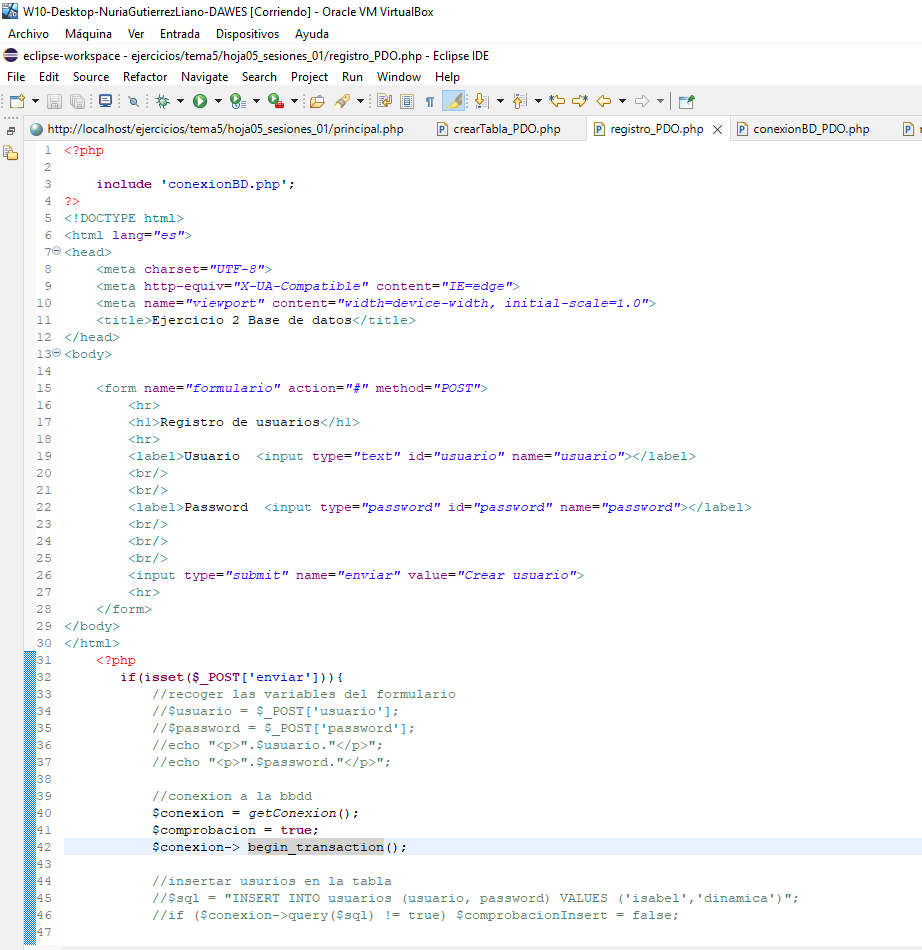 W10-Desktop-NuriaGutierrezLiano-DAWES [Corriendo] - Oracle VM VirtualBox
Archivo Máquina Ver Entrada Dispositivos Ayuda
eclipse-workspace - ejercicios/tema5/hoja05_sesiones_01/registro_PDO.php - Eclipse IDE
File Edit Source Refactor Navigate Search Project Run Window Help
http://localhost/ejercicios/tema5/hoja05_sesiones_01/principal.php crearTabla_PDO.php registro_PDO.php conexionBD_PDO.php
1 <?php
2
3 include 'conexionBD.php';
4 ?>
5 <!DOCTYPE html>
6 <html lang="es">
7 <head>
8 <meta charset="UTF-8">
9 <meta http-equiv="X-UA-Compatible" content="IE=edge">
10 <meta name="viewport" content="width=device-width, initial-scale=1.0">
11 <title>Ejercicio 2 Base de datos</title>
12 </head>
13 <body>
14
15 <form name="formulario" action="#" method="POST">
16 <hr>
17 <h1>Registro de usuarios</h1>
18 <hr>
19 <label>Usuario <input type="text" id="usuario" name="usuario"></label>
20 <br/>
21 <br/>
22 <label>Password <input type="password" id="password" name="password"></label>
23 <br/>
24 <br/>
25 <br/>
26 <input type="submit" name="enviar" value="Crear usuario">
27 <hr>
28 </form>
29 </body>
30 </html>
31 <?php
32 if(isset($_POST['enviar'])){
33 //recoger las variables del formulario
34 //$usuario = $_POST['usuario'];
35 //$password = $_POST['password'];
36 //echo "<p>".$usuario."</p>";
37 //echo "<p>".$password."</p>";
38
39 //conexion a la bbdd
40 $conexion = getConexion();
41 $comprobacion = true;
42 $conexion-> begin_transaction();
43
44 //insertar usurios en la tabla
45 //$sql = "INSERT INTO usuarios (usuario, password) VALUES ('isabel','dinamica')";
46 //if ($conexion->query($sql) != true) $comprobacionInsert = false;
47